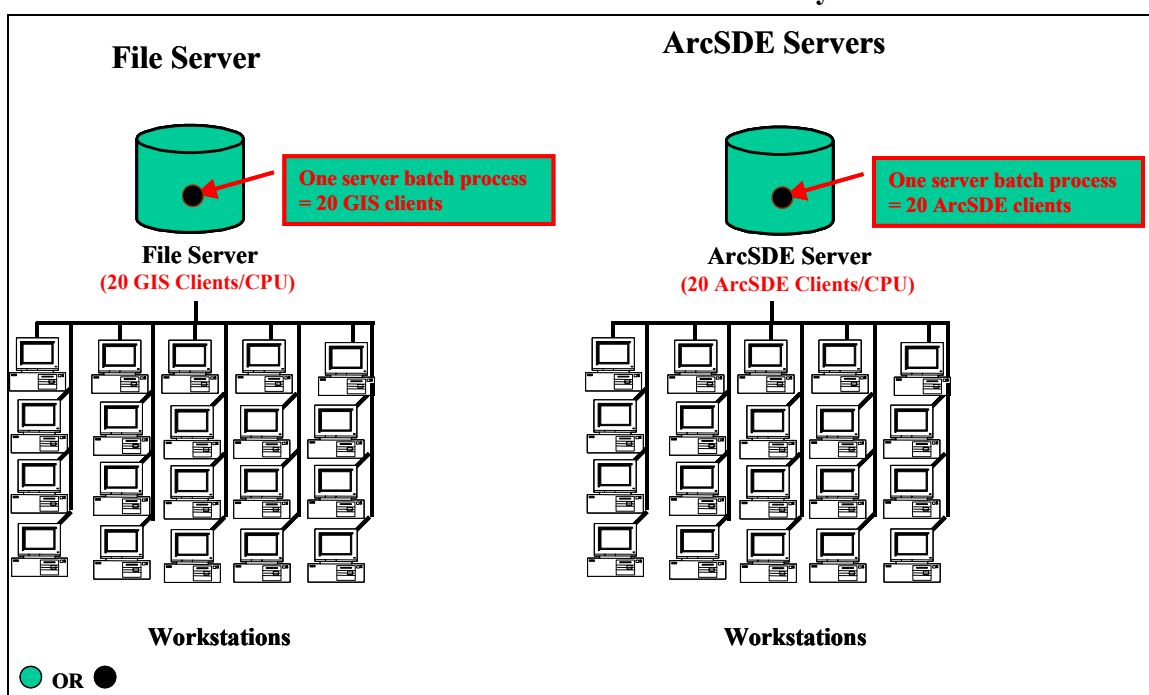 File Server
ArcSDE Servers
One server batch process
= 20 GIS clients
One server batch process
= 20 ArcSDE clients
File Server
(20 GIS Clients/CPU)
ArcSDE Server
(20 ArcSDE Clients/CPU)
Workstations
Workstations
OR